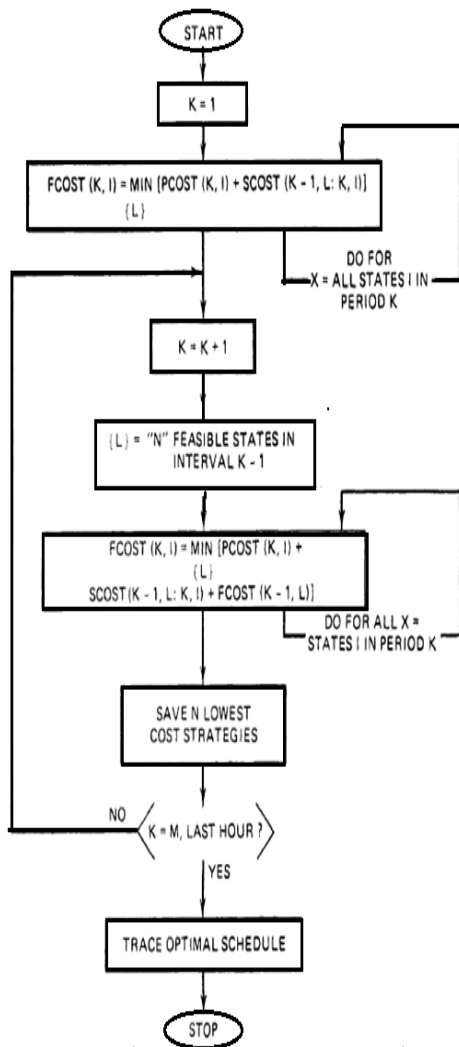 START
K = 1
FCOST (K, I) = MIN [PCOST (K, I) + SCOST (K - 1, L: K, I)]
{L}
DO FOR
X = ALL STATES I IN
PERIOD K
K = K + 1
{L} = "N" FEASIBLE STATES IN
INTERVAL K - 1
FCOST (K, I) = MIN [PCOST (K, I) +
{L}
SCOST (K - 1, L: K, I) + FCOST (K - 1, L)]
DO FOR ALL X =
STATES I IN PERIOD K
SAVE N LOWEST
COST STRATEGIES
NO
K = M, LAST HOUR ?
YES
TRACE OPTIMAL SCHEDULE
STOP